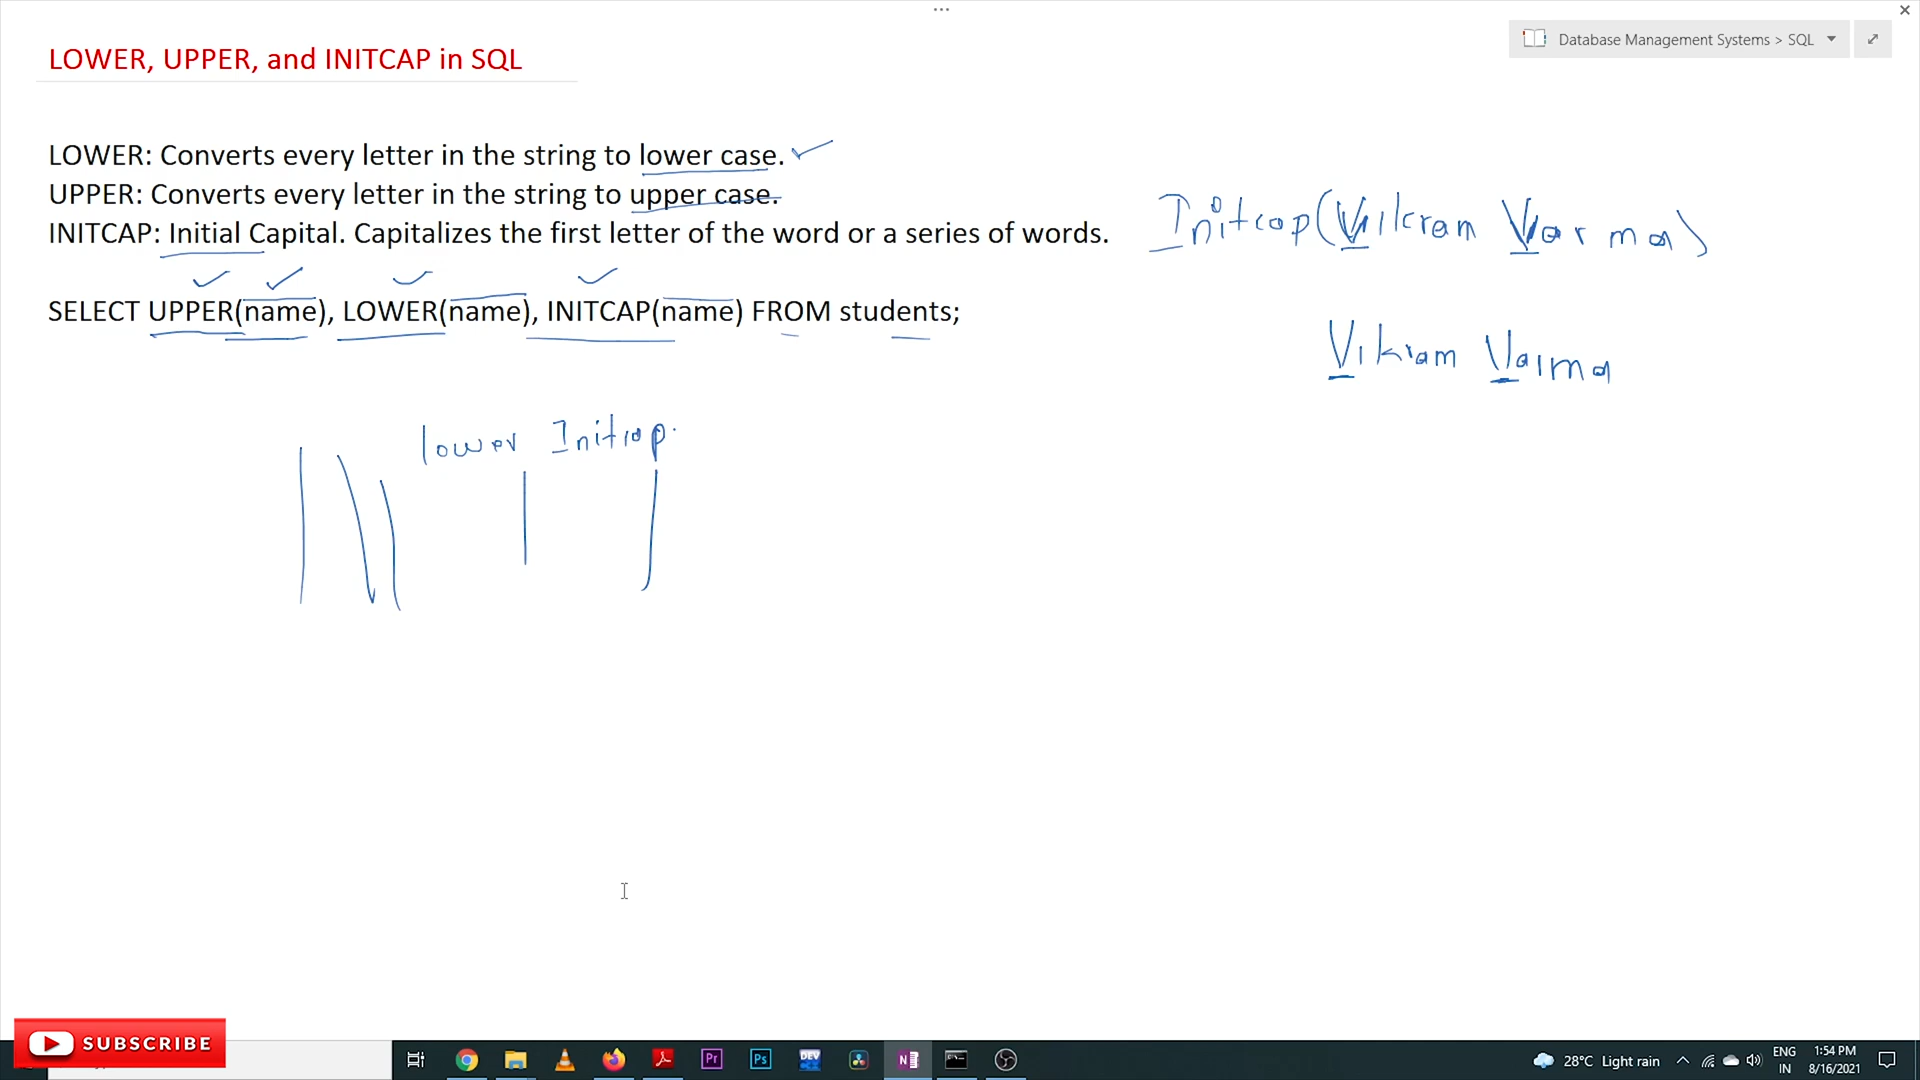 Database Management Systems > SQL
LOWER, UPPER, and INITCAP in SQL
LOWER: Converts every letter in the string to lower case.
UPPER: Converts every letter in the string to upper case.
INITCAP: Initial Capital. Capitalizes the first letter of the word or a series of words.
Initcap(Vikram Varma)
SELECT UPPER(name), LOWER(name), INITCAP(name) FROM students;
Vikram Varma
lower Initcap.
SUBSCRIBE
Pr
Ps
DEV
N
28°C Light rain
ENG
IN
1:54 PM
8/16/2021